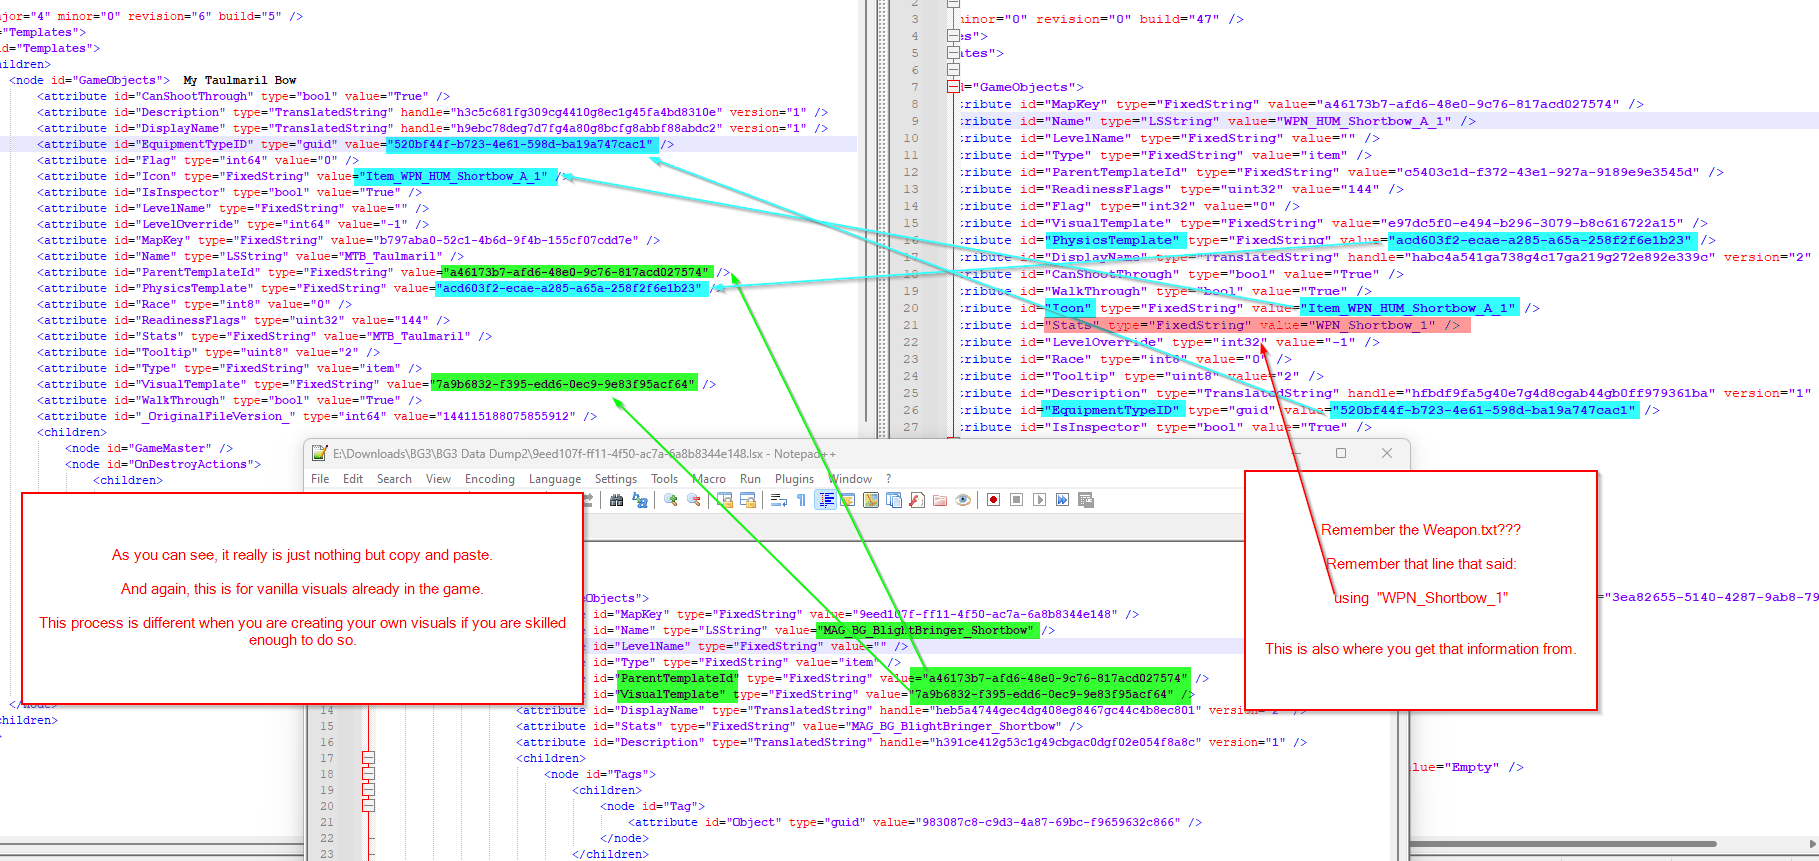 jor="4" minor="0" revision="6" build="5" />
="Templates">
d="Templates">
hildren>
<node id="GameObjects">  My Taulmaril Bow
<attribute id="CanShootThrough" type="bool" value="True" />
<attribute id="Description" type="TranslatedString" handle="h3c5c681fg309cg4410g8ec1g45fa4bd8310e" version="1" />
<attribute id="DisplayName" type="TranslatedString" handle="h9ebc78deg7d7fg4a80g8bcfg8abbf88abdc2" version="1" />
<attribute id="EquipmentTypeID" type="guid" value="520bf44f-b723-4e61-598d-ba19a747cac1" />
<attribute id="Flag" type="int64" value="0" />
<attribute id="Icon" type="FixedString" value="Item_WPN_HUM_Shortbow_A_1" />
<attribute id="IsInspector" type="bool" value="True" />
<attribute id="LevelName" type="FixedString" value="" />
<attribute id="LevelOverride" type="int64" value="-1" />
<attribute id="MapKey" type="FixedString" value="b797aba0-52c1-4b6d-9f4b-155cf07cdd7e" />
<attribute id="Name" type="LSString" value="MTB_Taulmaril" />
<attribute id="ParentTemplateId" type="FixedString" value="a46173b7-afd6-48e0-9c76-817acd027574" />
<attribute id="PhysicsTemplate" type="FixedString" value="acd603f2-ecae-a285-a65a-258f2f6e1b23" />
<attribute id="Race" type="int8" value="0" />
<attribute id="ReadinessFlags" type="uint32" value="144" />
<attribute id="Stats" type="FixedString" value="MTB_Taulmaril" />
<attribute id="Tooltip" type="uint8" value="2" />
<attribute id="Type" type="FixedString" value="item" />
<attribute id="VisualTemplate" type="FixedString" value="7a9b6832-f395-edd6-0ec9-9e83f95acf64" />
<attribute id="WalkThrough" type="bool" value="True" />
<attribute id="_OriginalFileVersion_" type="int64" value="144115188075855912" />
<children>
<node id="GameMaster" />
<node id="OnDestroyActions">
<children>
</node>
children>
2
3 minor="0" revision="0" build="47" />
4 es">
5 ates">
6
7 d="GameObjects">
8 tribute id="MapKey" type="FixedString" value="a46173b7-afd6-48e0-9c76-817acd027574" />
9 tribute id="Name" type="LSString" value="WPN_HUM_Shortbow_A_1" />
10 tribute id="LevelName" type="FixedString" value="" />
11 tribute id="Type" type="FixedString" value="item" />
12 tribute id="ParentTemplateId" type="FixedString" value="c5403c1d-f372-43e1-927a-9189e9e3545d" />
13 tribute id="ReadinessFlags" type="uint32" value="144" />
14 tribute id="Flag" type="int32" value="0" />
15 tribute id="VisualTemplate" type="FixedString" value="e97dc5f0-e494-b296-3079-b8c616722a15" />
16 tribute id="PhysicsTemplate" type="FixedString" value="acd603f2-ecae-a285-a65a-258f2f6e1b23" />
17 tribute id="DisplayName" type="TranslatedString" handle="habc4a541ga738g4c17ga219g272e892e339c" version="2"
18 tribute id="CanShootThrough" type="bool" value="True" />
19 tribute id="WalkThrough" type="bool" value="True" />
20 tribute id="Icon" type="FixedString" value="Item_WPN_HUM_Shortbow_A_1" />
21 tribute id="Stats" type="FixedString" value="WPN_Shortbow_1" />
22 tribute id="LevelOverride" type="int32" value="-1" />
23 tribute id="Race" type="int8" value="0" />
24 tribute id="Tooltip" type="uint8" value="2" />
25 tribute id="Description" type="TranslatedString" handle="hfbdf9fa5g40e7g4d8cgab44gb0ff979361ba" version="1"
26 tribute id="EquipmentTypeID" type="guid" value="520bf44f-b723-4e61-598d-ba19a747cac1" />
27 tribute id="IsInspector" type="bool" value="True" />
="3ea82655-5140-4287-9ab8-79
lue="Empty" />
E:\Downloads\BG3\BG3 Data Dump2\9eed107f-ff11-4f50-ac7a-6a8b8344e148.lsx - Notepad++
File Edit Search View Encoding Language Settings Tools Macro Run Plugins Window ?
eObjects">
e id="MapKey" type="FixedString" value="9eed107f-ff11-4f50-ac7a-6a8b8344e148" />
e id="Name" type="LSString" value="MAG_BG_BlightBringer_Shortbow" />
e id="LevelName" type="FixedString" value="" />
e id="Type" type="FixedString" value="item" />
e id="ParentTemplateId" type="FixedString" value="a46173b7-afd6-48e0-9c76-817acd027574" />
e id="VisualTemplate" type="FixedString" value="7a9b6832-f395-edd6-0ec9-9e83f95acf64" />
14 <attribute id="DisplayName" type="TranslatedString" handle="heb5a4744gec4dg408eg8467gc44c4b8ec801" version="2" />
15 <attribute id="Stats" type="FixedString" value="MAG_BG_BlightBringer_Shortbow" />
16 <attribute id="Description" type="TranslatedString" handle="h391ce412g53c1g49cbgac0dgf02e054f8a8c" version="1" />
17 <children>
18 <node id="Tags">
19 <children>
20 <node id="Tag">
21 <attribute id="Object" type="guid" value="983087c8-c9d3-4a87-69bc-f9659632c866" />
22 </node>
23 </children>
As you can see, it really is just nothing but copy and paste.
And again, this is for vanilla visuals already in the game.
This process is different when you are creating your own visuals if you are skilled
enough to do so.
Remember the Weapon.txt???
Remember that line that said:
using "WPN_Shortbow_1"
This is also where you get that information from.